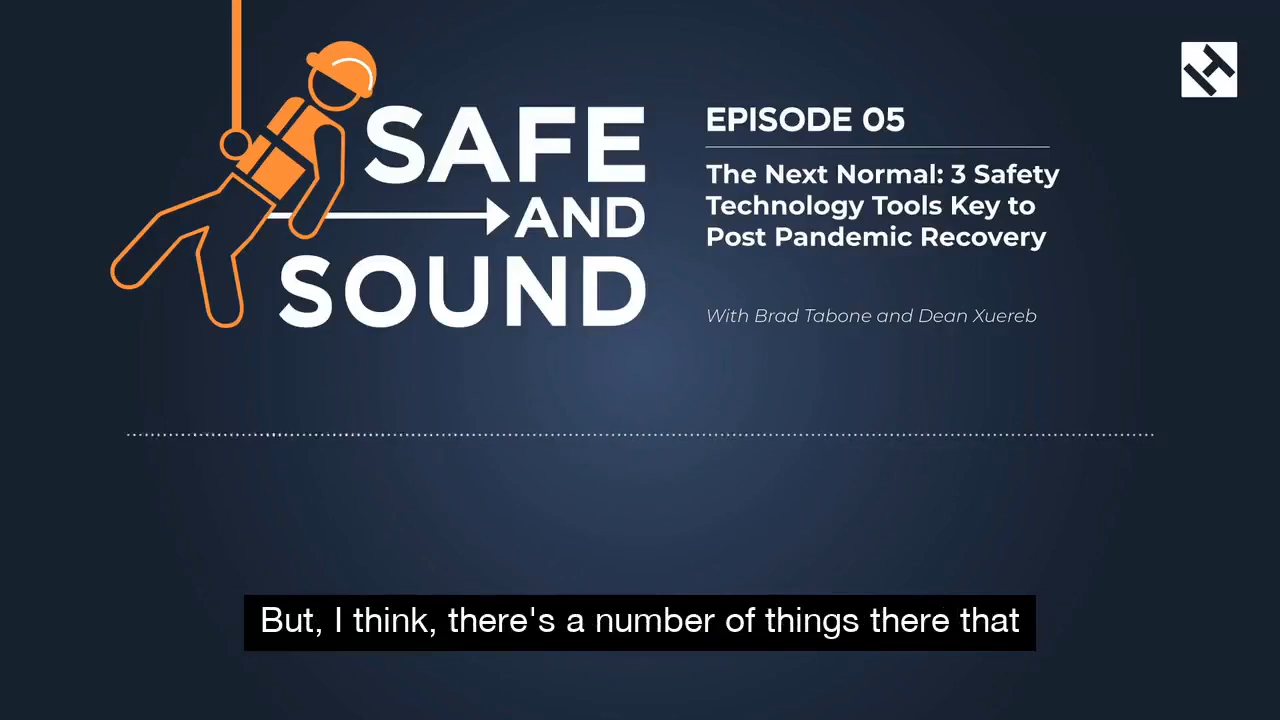 SAFE
AND
SOUND
EPISODE 05
The Next Normal: 3 Safety
Technology Tools Key to
Post Pandemic Recovery
With Brad Tabone and Dean Xuereb
But, I think, there's a number of things there that